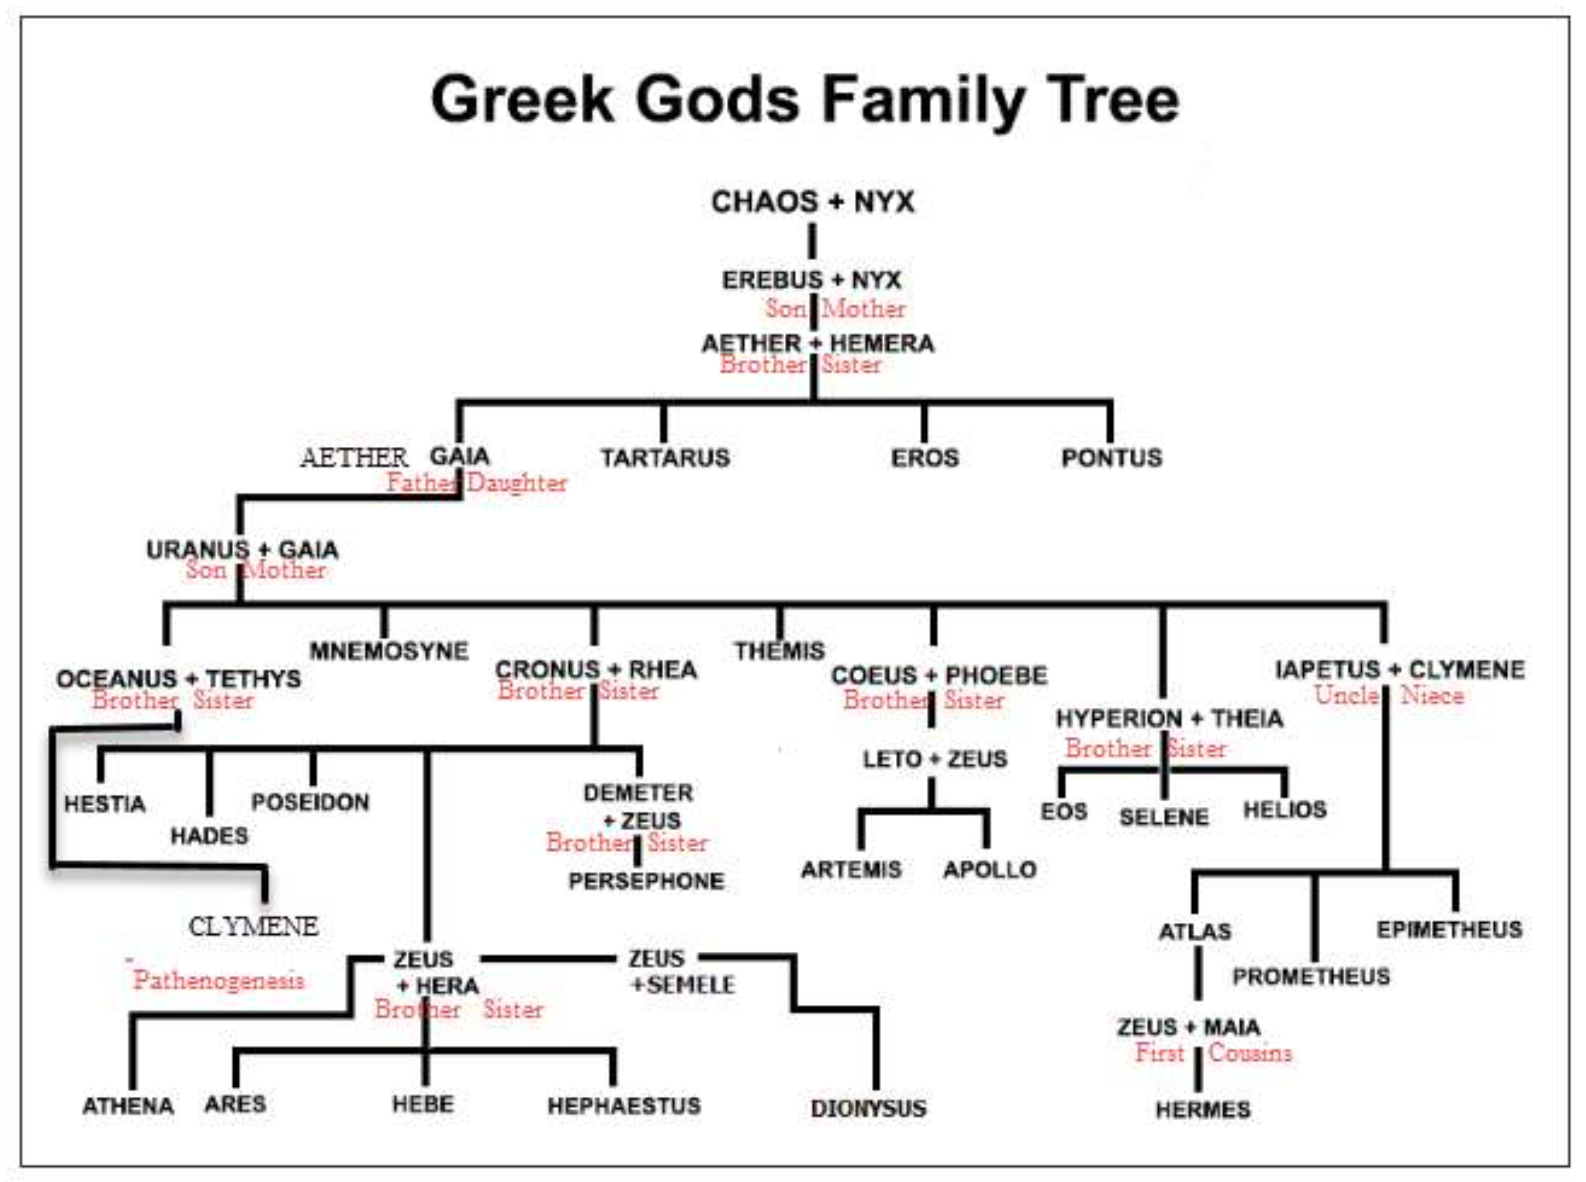 Greek Gods Family Tree
CHAOS + NYX
EREBUS + NYX
Son Mother
AETHER + HEMERA
Brother Sister
AETHER GAIA TARTARUS EROS PONTUS
Father Daughter
URANUS + GAIA
Son Mother
MNEMOSYNE THEMIS
OCEANUS + TETHYS CRONUS + RHEA COEUS + PHOEBE IAPETUS + CLYMENE
Brother Sister Brother Sister Brother Sister Uncle Niece
HYPERION + THEIA
Brother Sister
LETO + ZEUS
HESTIA POSEIDON DEMETER EOS SELENE HELIOS
+ ZEUS
HADES
Brother Sister
ARTEMIS APOLLO
PERSEPHONE
CLYMENE ATLAS EPIMETHEUS
ZEUS ZEUS PROMETHEUS
Pathenogenesis + HERA +SEMELE
Brother Sister
ZEUS + MAIA
First Cousins
ATHENA ARES HEBE HEPHAESTUS DIONYSUS HERMES